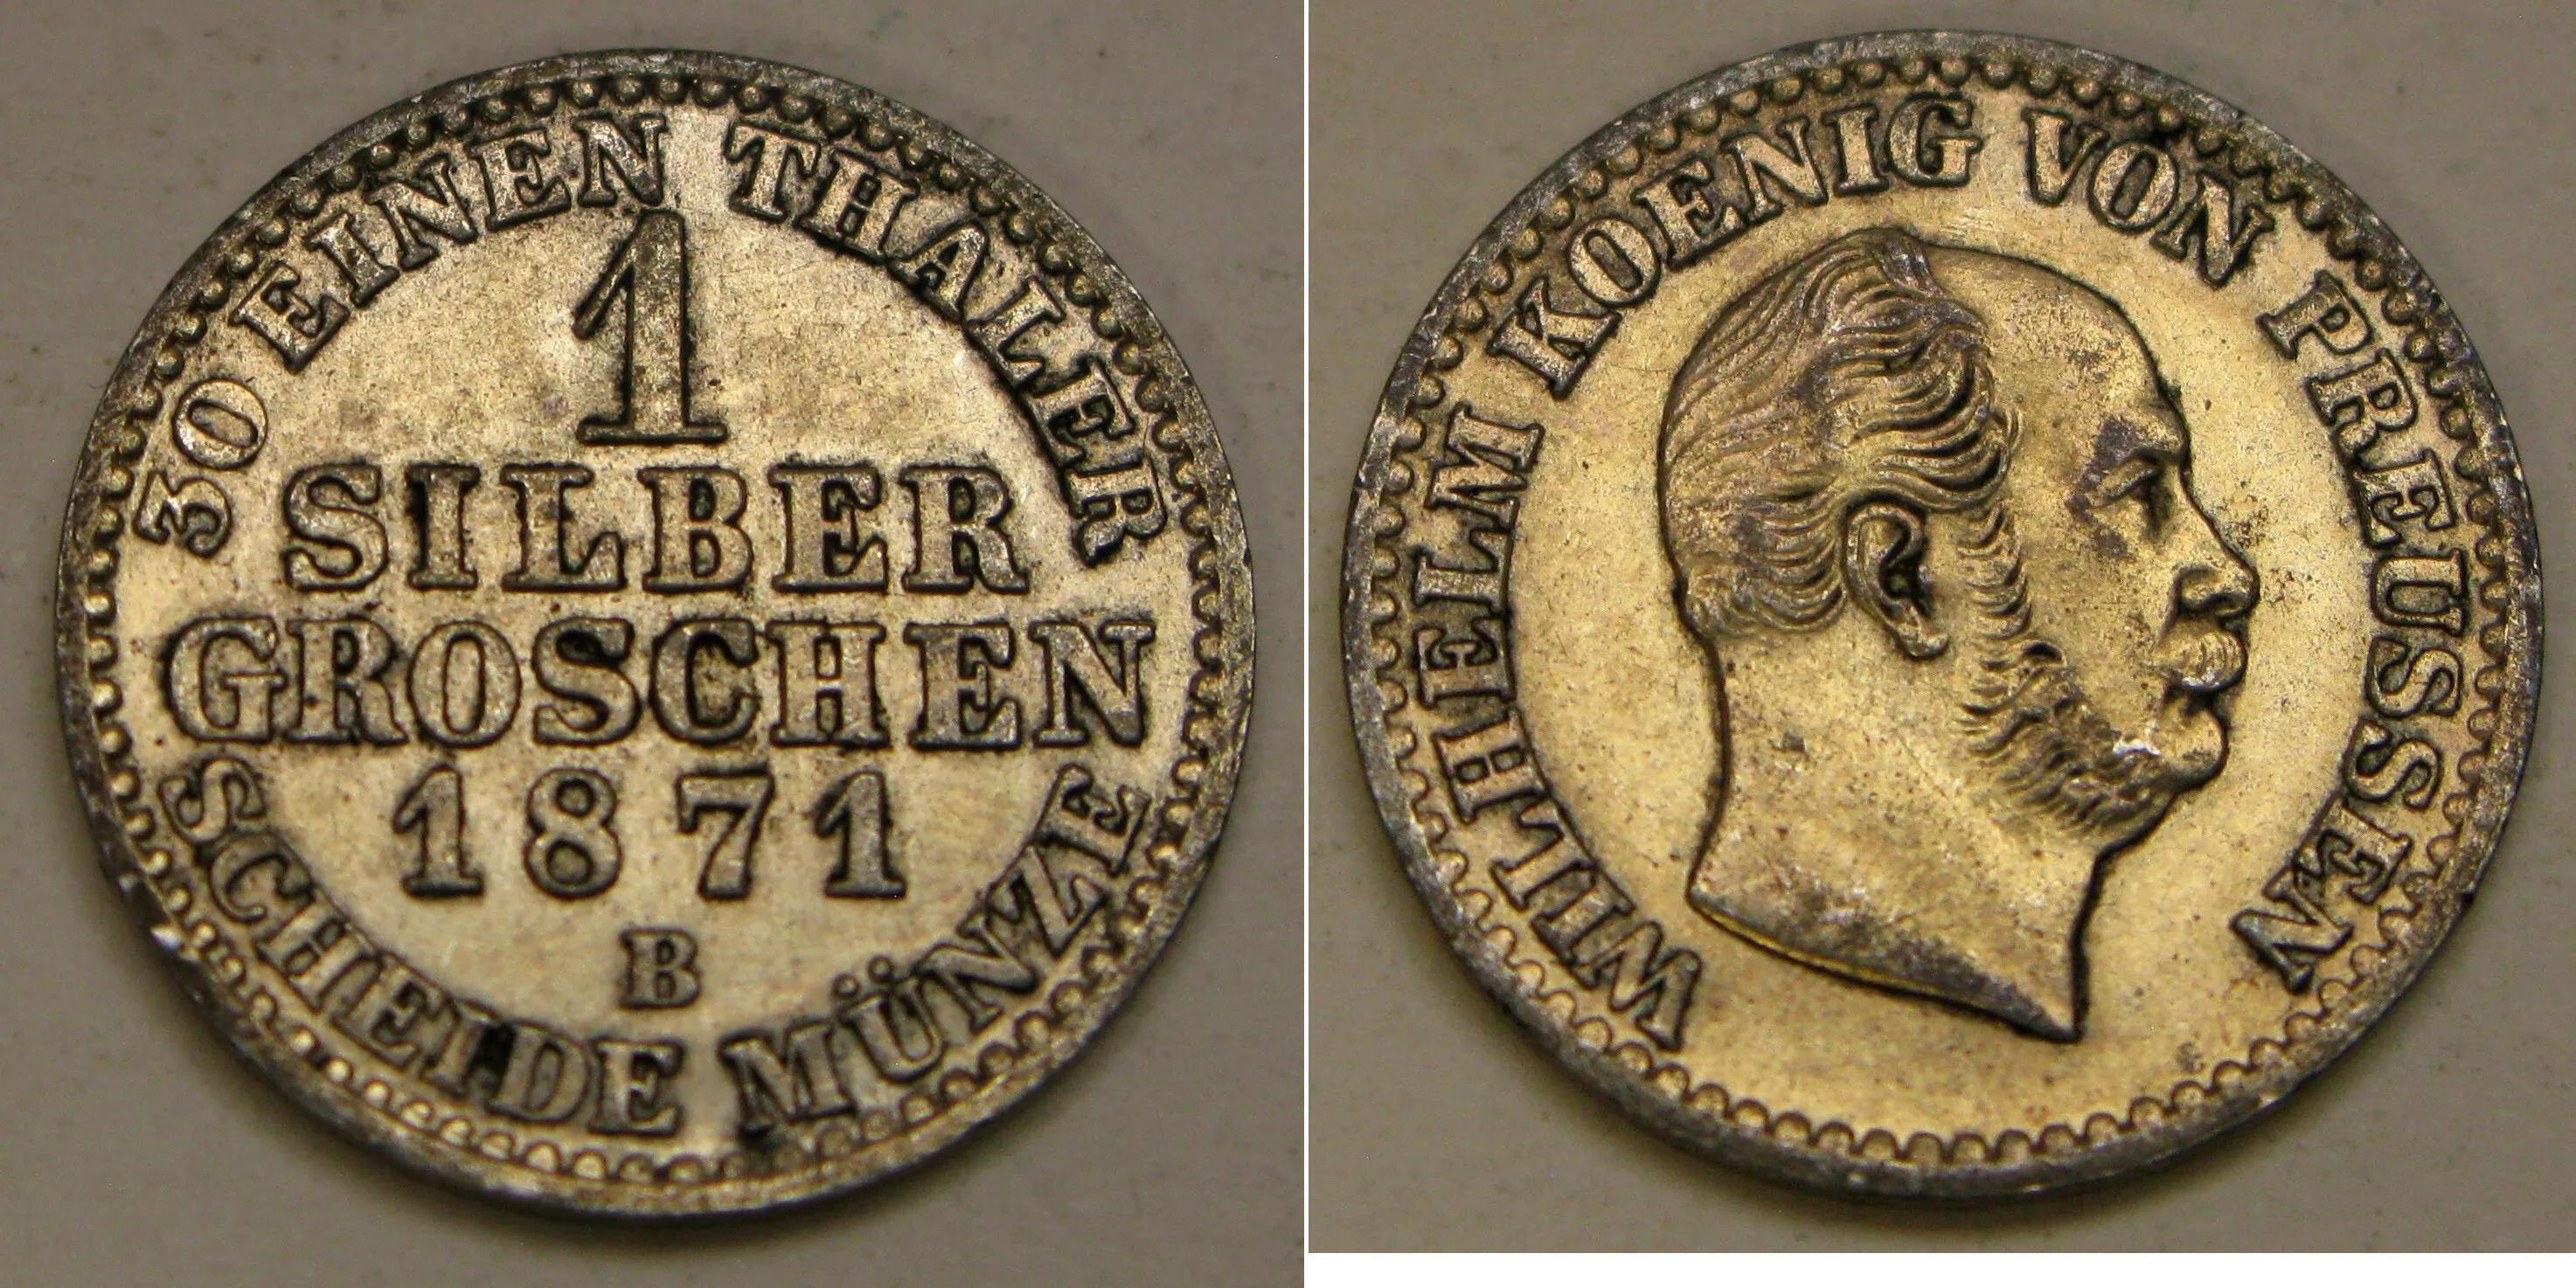 30 EINEN THALER
1
SILBER
GROSCHEN
1871
B
SCHEIDE MÜNZE
WILHELM KOENIG VON PREUSSEN